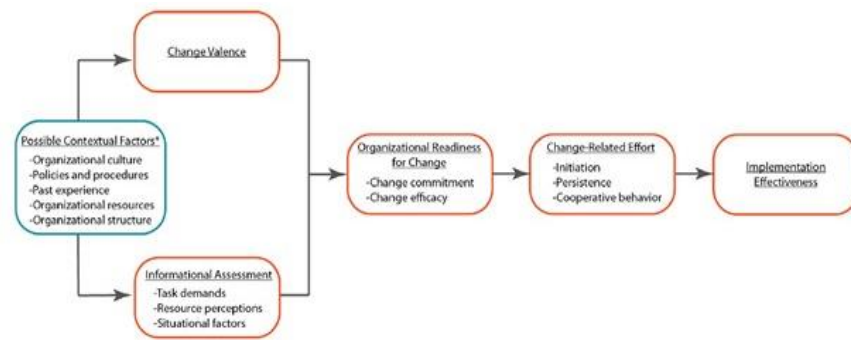 Change Valence
Possible Contextual Factors*
-Organizational culture
-Policies and procedures
-Past experience
-Organizational resources
-Organizational structure
Informational Assessment
-Task demands
-Resource perceptions
-Situational factors
Organizational Readiness
for Change
-Change commitment
-Change efficacy
Change-Related Effort
-Initiation
-Persistence
-Cooperative behavior
Implementation
Effectiveness